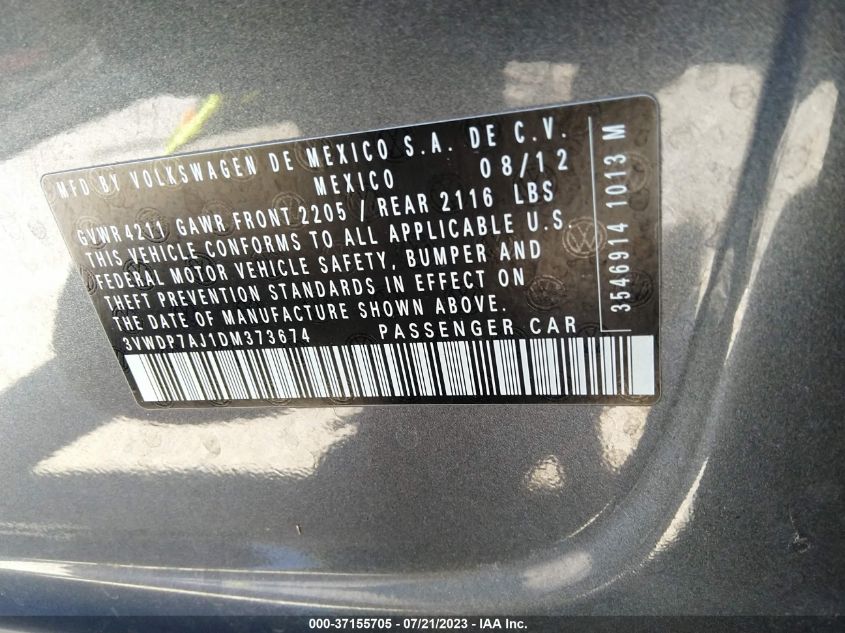 MFD BY VOLKSWAGEN DE MEXICO S.A. DE C.V.
MEXICO 08/12
GVWR 4211 GAWR FRONT 2205 / REAR 2116 LBS
THIS VEHICLE CONFORMS TO ALL APPLICABLE U.S.
FEDERAL MOTOR VEHICLE SAFETY, BUMPER AND
THEFT PREVENTION STANDARDS IN EFFECT ON
THE DATE OF MANUFACTURE SHOWN ABOVE.
3VWDP7AJ1DM373674 PASSENGER CAR
3546914 1013 M
000-37155705 - 07/21/2023 - IAA Inc.